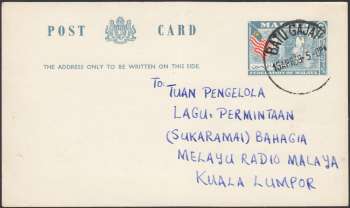 POST CARD
MALAYA
BATU GAJAH
FEDERATION OF MALAYA
THE ADDRESS ONLY TO BE WRITTEN ON THIS SIDE.
TO: TUAN PENGELOLA
LAGU-PERMINTAAN
(SUKARAMAI) BAHAGIA
MELAYU RADIO MALAYA
KUALA LUMPOR